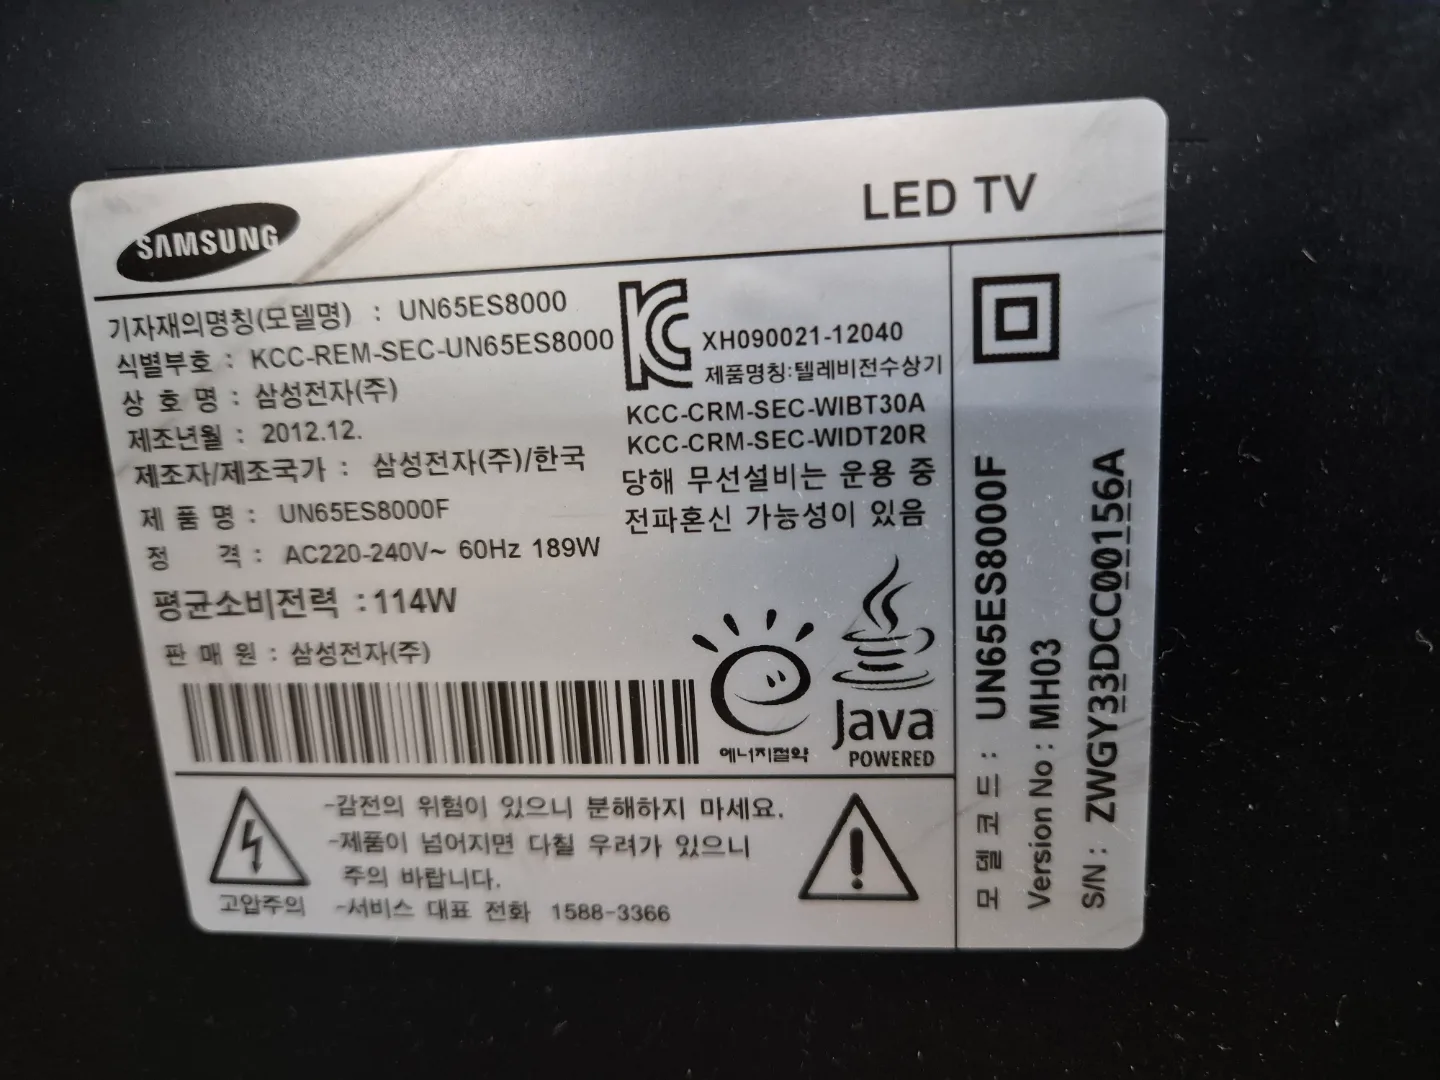 SAMSUNG
LED TV
기자재의명칭(모델명) : UN65ES8000
식별부호 : KCC-REM-SEC-UN65ES8000
상 호 명 : 삼성전자(주)
제조년월 : 2012.12.
제조자/제조국가 : 삼성전자(주)/한국
제 품 명 : UN65ES8000F
정 격 : AC220-240V~ 60Hz 189W
평균소비전력 : 114W
판 매 원 : 삼성전자(주)
XH090021-12040
제품명칭:텔레비전수상기
KCC-CRM-SEC-WIBT30A
KCC-CRM-SEC-WIDT20R
당해 무선설비는 운용 중
전파혼신 가능성이 있음
에너지절약
Java
POWERED
고압주의
-감전의 위험이 있으니 분해하지 마세요.
-제품이 넘어지면 다칠 우려가 있으니
주의 바랍니다.
-서비스 대표 전화 1588-3366
모델코드 : UN65ES8000F
Version No : MH03
S/N : ZWGY33DCC00156A